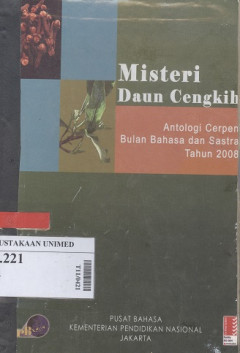 Misteri
Daun Cengkih
Antologi Cerpen
Bulan Bahasa dan Sastra
Tahun 2008
USTAKAAN UNIMED
.221
PUSAT BAHASA
KEMENTERIAN PENDIDIKAN NASIONAL
JAKARTA